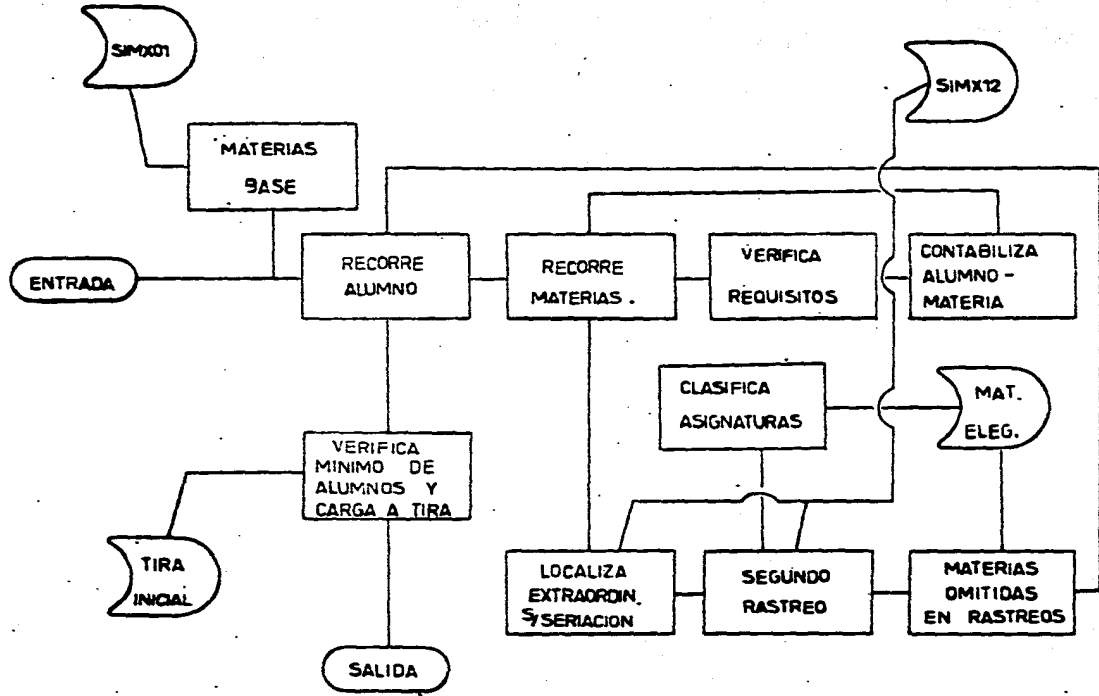 SIMX01
SIMX12
MATERIAS
BASE
ENTRADA
RECORRE
ALUMNO
RECORRE
MATERIAS.
VERIFICA
REQUISITOS
CONTABILIZA
ALUMNO-
MATERIA
CLASIFICA
ASIGNATURAS
MAT.
ELEG.
VERIFICA
MINIMO DE
ALUMNOS Y
CARGA A TIRA
TIRA
INICIAL
LOCALIZA
EXTRAORDIN.
S/SERIACION
SEGUNDO
RASTREO
MATERIAS
OMITIDAS
EN RASTREOS
SALIDA